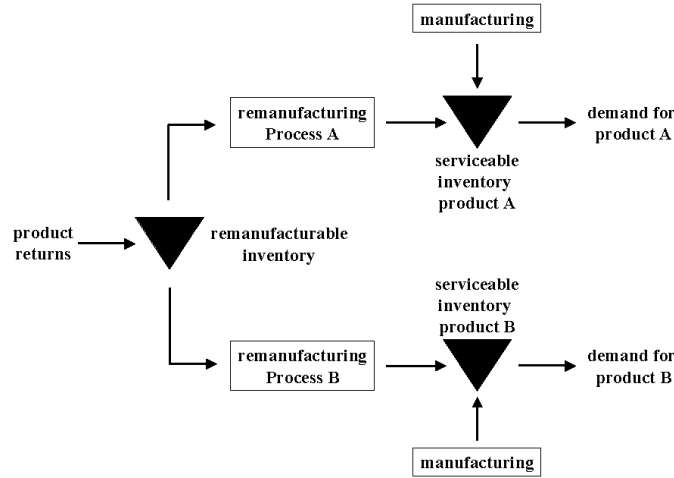 manufacturing
remanufacturing
Process A
demand for
product A
serviceable
inventory
product A
product
returns
remanufacturable
inventory
serviceable
inventory
product B
remanufacturing
Process B
demand for
product B
manufacturing